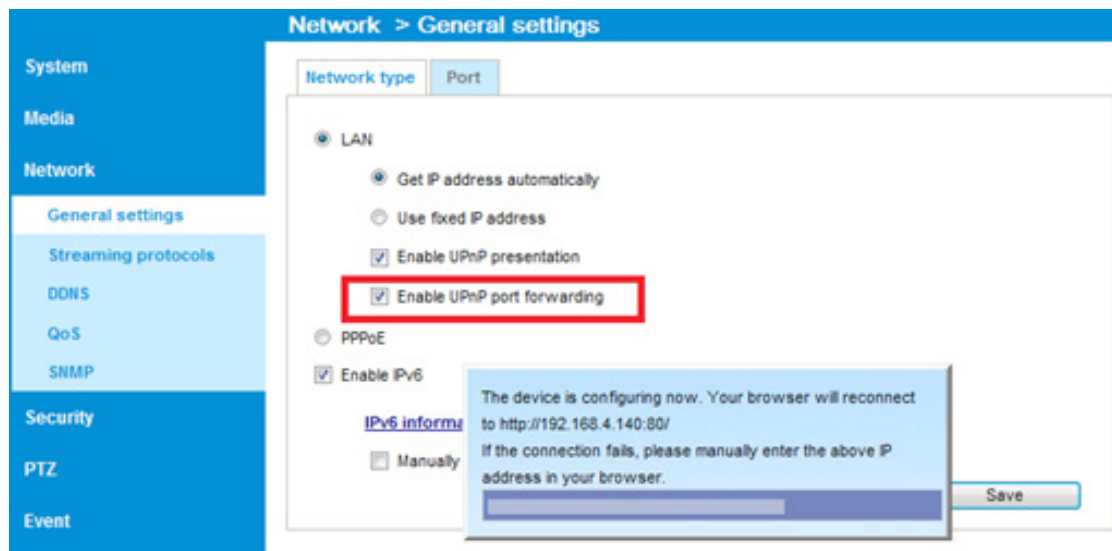 Network > General settings
System
Media
Network
General settings
Streaming protocols
DDNS
QoS
SNMP
Security
PTZ
Event
Network type
Port
LAN
Get IP address automatically
Use fixed IP address
Enable UPnP presentation
Enable UPnP port forwarding
PPPoE
Enable IPv6
IPv6 informa
Manually
The device is configuring now. Your browser will reconnect
to http://192.168.4.140:80/
If the connection fails, please manually enter the above IP
address in your browser.
Save